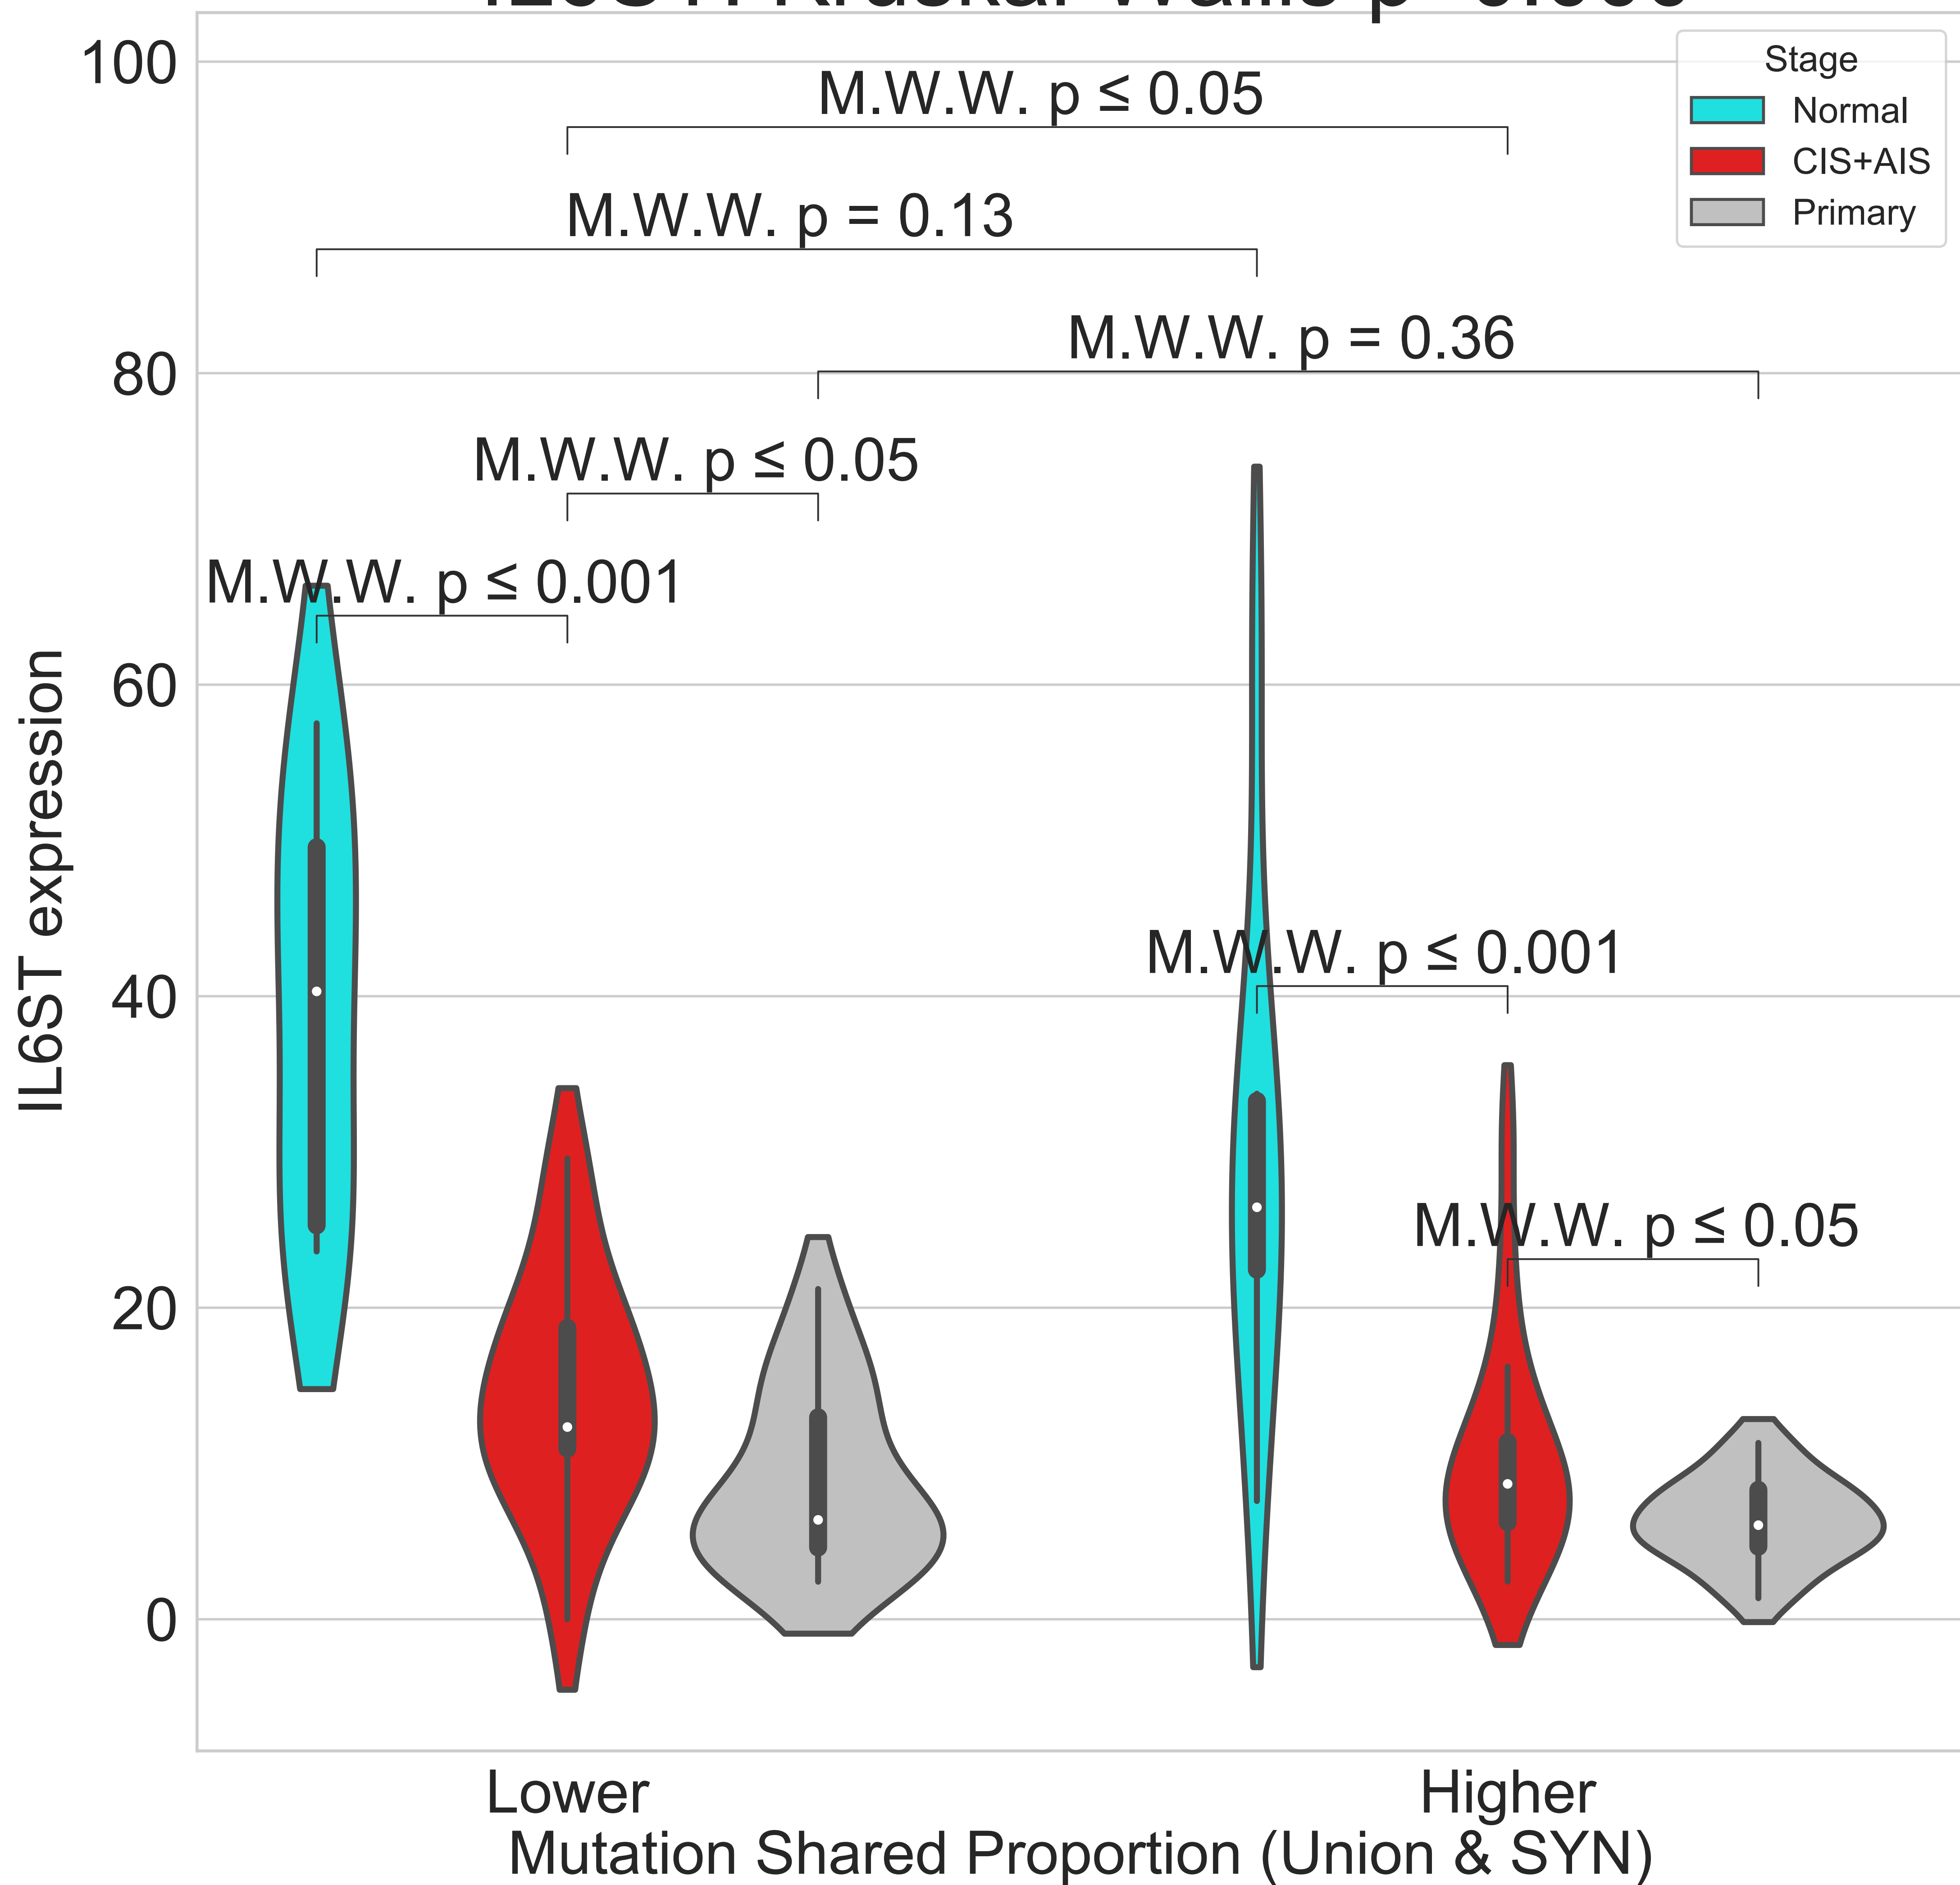 100
80
60
40
20
0
IL6ST expression
M.W.W. p ≤ 0.05
M.W.W. p = 0.13
M.W.W. p = 0.36
M.W.W. p ≤ 0.05
M.W.W. p ≤ 0.001
M.W.W. p ≤ 0.001
M.W.W. p ≤ 0.05
Stage
Normal
CIS+AIS
Primary
Lower
Higher
Mutation Shared Proportion (Union & SYN)